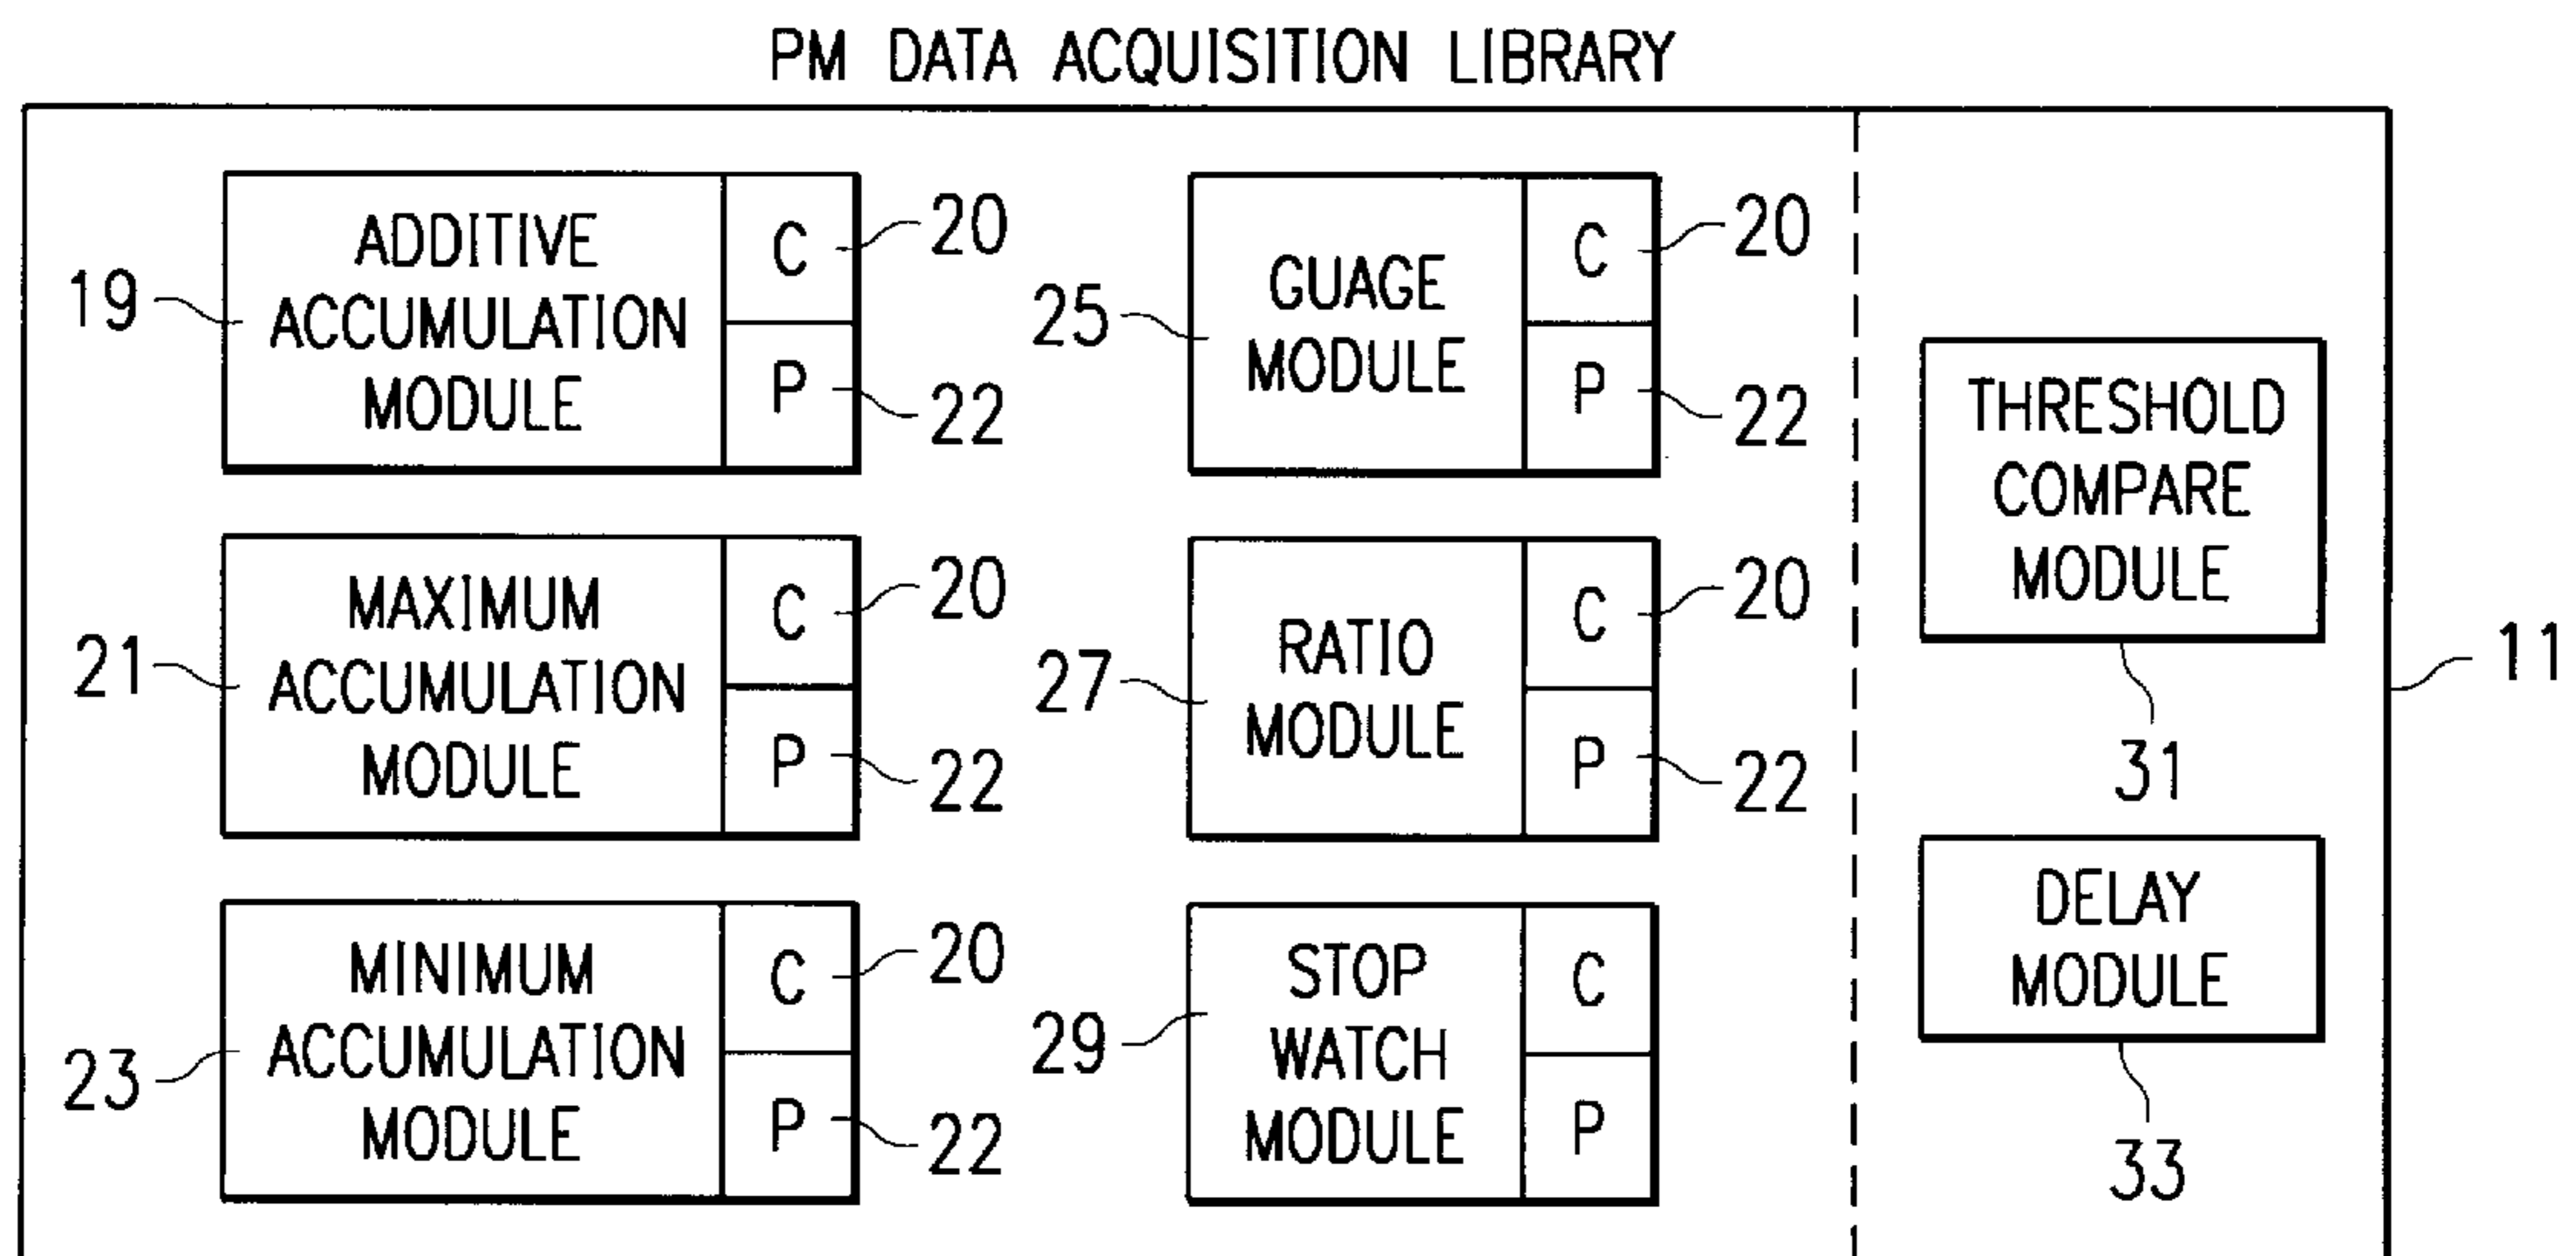 PM DATA ACQUISITION LIBRARY
19
ADDITIVE
ACCUMULATION
MODULE
C
20
P
22
25
GUAGE
MODULE
C
20
P
22
21
MAXIMUM
ACCUMULATION
MODULE
C
20
P
22
27
RATIO
MODULE
C
20
P
22
23
MINIMUM
ACCUMULATION
MODULE
C
20
P
22
29
STOP
WATCH
MODULE
C
P
THRESHOLD
COMPARE
MODULE
31
DELAY
MODULE
33
11